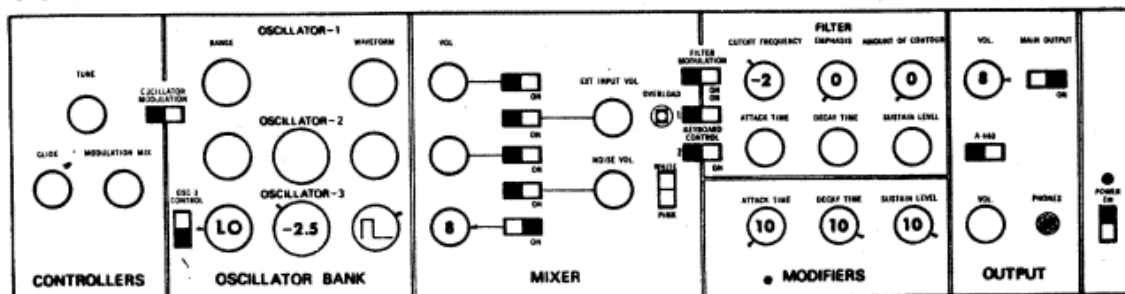 TUNE
OSCILLATOR MODULATION
GLIDE
MODULATION MIX
CONTROLLERS
OSCILLATOR-1
RANGE
WAVEFORM
OSCILLATOR-2
OSCILLATOR-3
OSC 3 CONTROL
LO
-2.5
OSCILLATOR BANK
VOL.
ON
EXT INPUT VOL.
ON
ON
NOISE VOL.
ON
8
ON
OVERLOAD
WHITE
PINK
MIXER
FILTER MODULATION
ON
ON
1
KEYBOARD CONTROL
2
ON
FILTER
CUTOFF FREQUENCY
EMPHASIS
AMOUNT OF CONTOUR
-2
0
0
ATTACK TIME
DECAY TIME
SUSTAIN LEVEL
ATTACK TIME
DECAY TIME
SUSTAIN LEVEL
10
10
10
MODIFIERS
VOL.
MAIN OUTPUT
8
ON
A-440
VOL.
PHONES
OUTPUT
POWER
ON